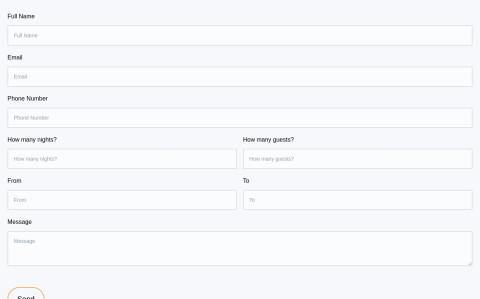 Full Name
Full Name
Email
Email
Phone Number
Phone Number
How many nights? How many guests?
How many nights? How many guests?
From To
From To
Message
Message
Send